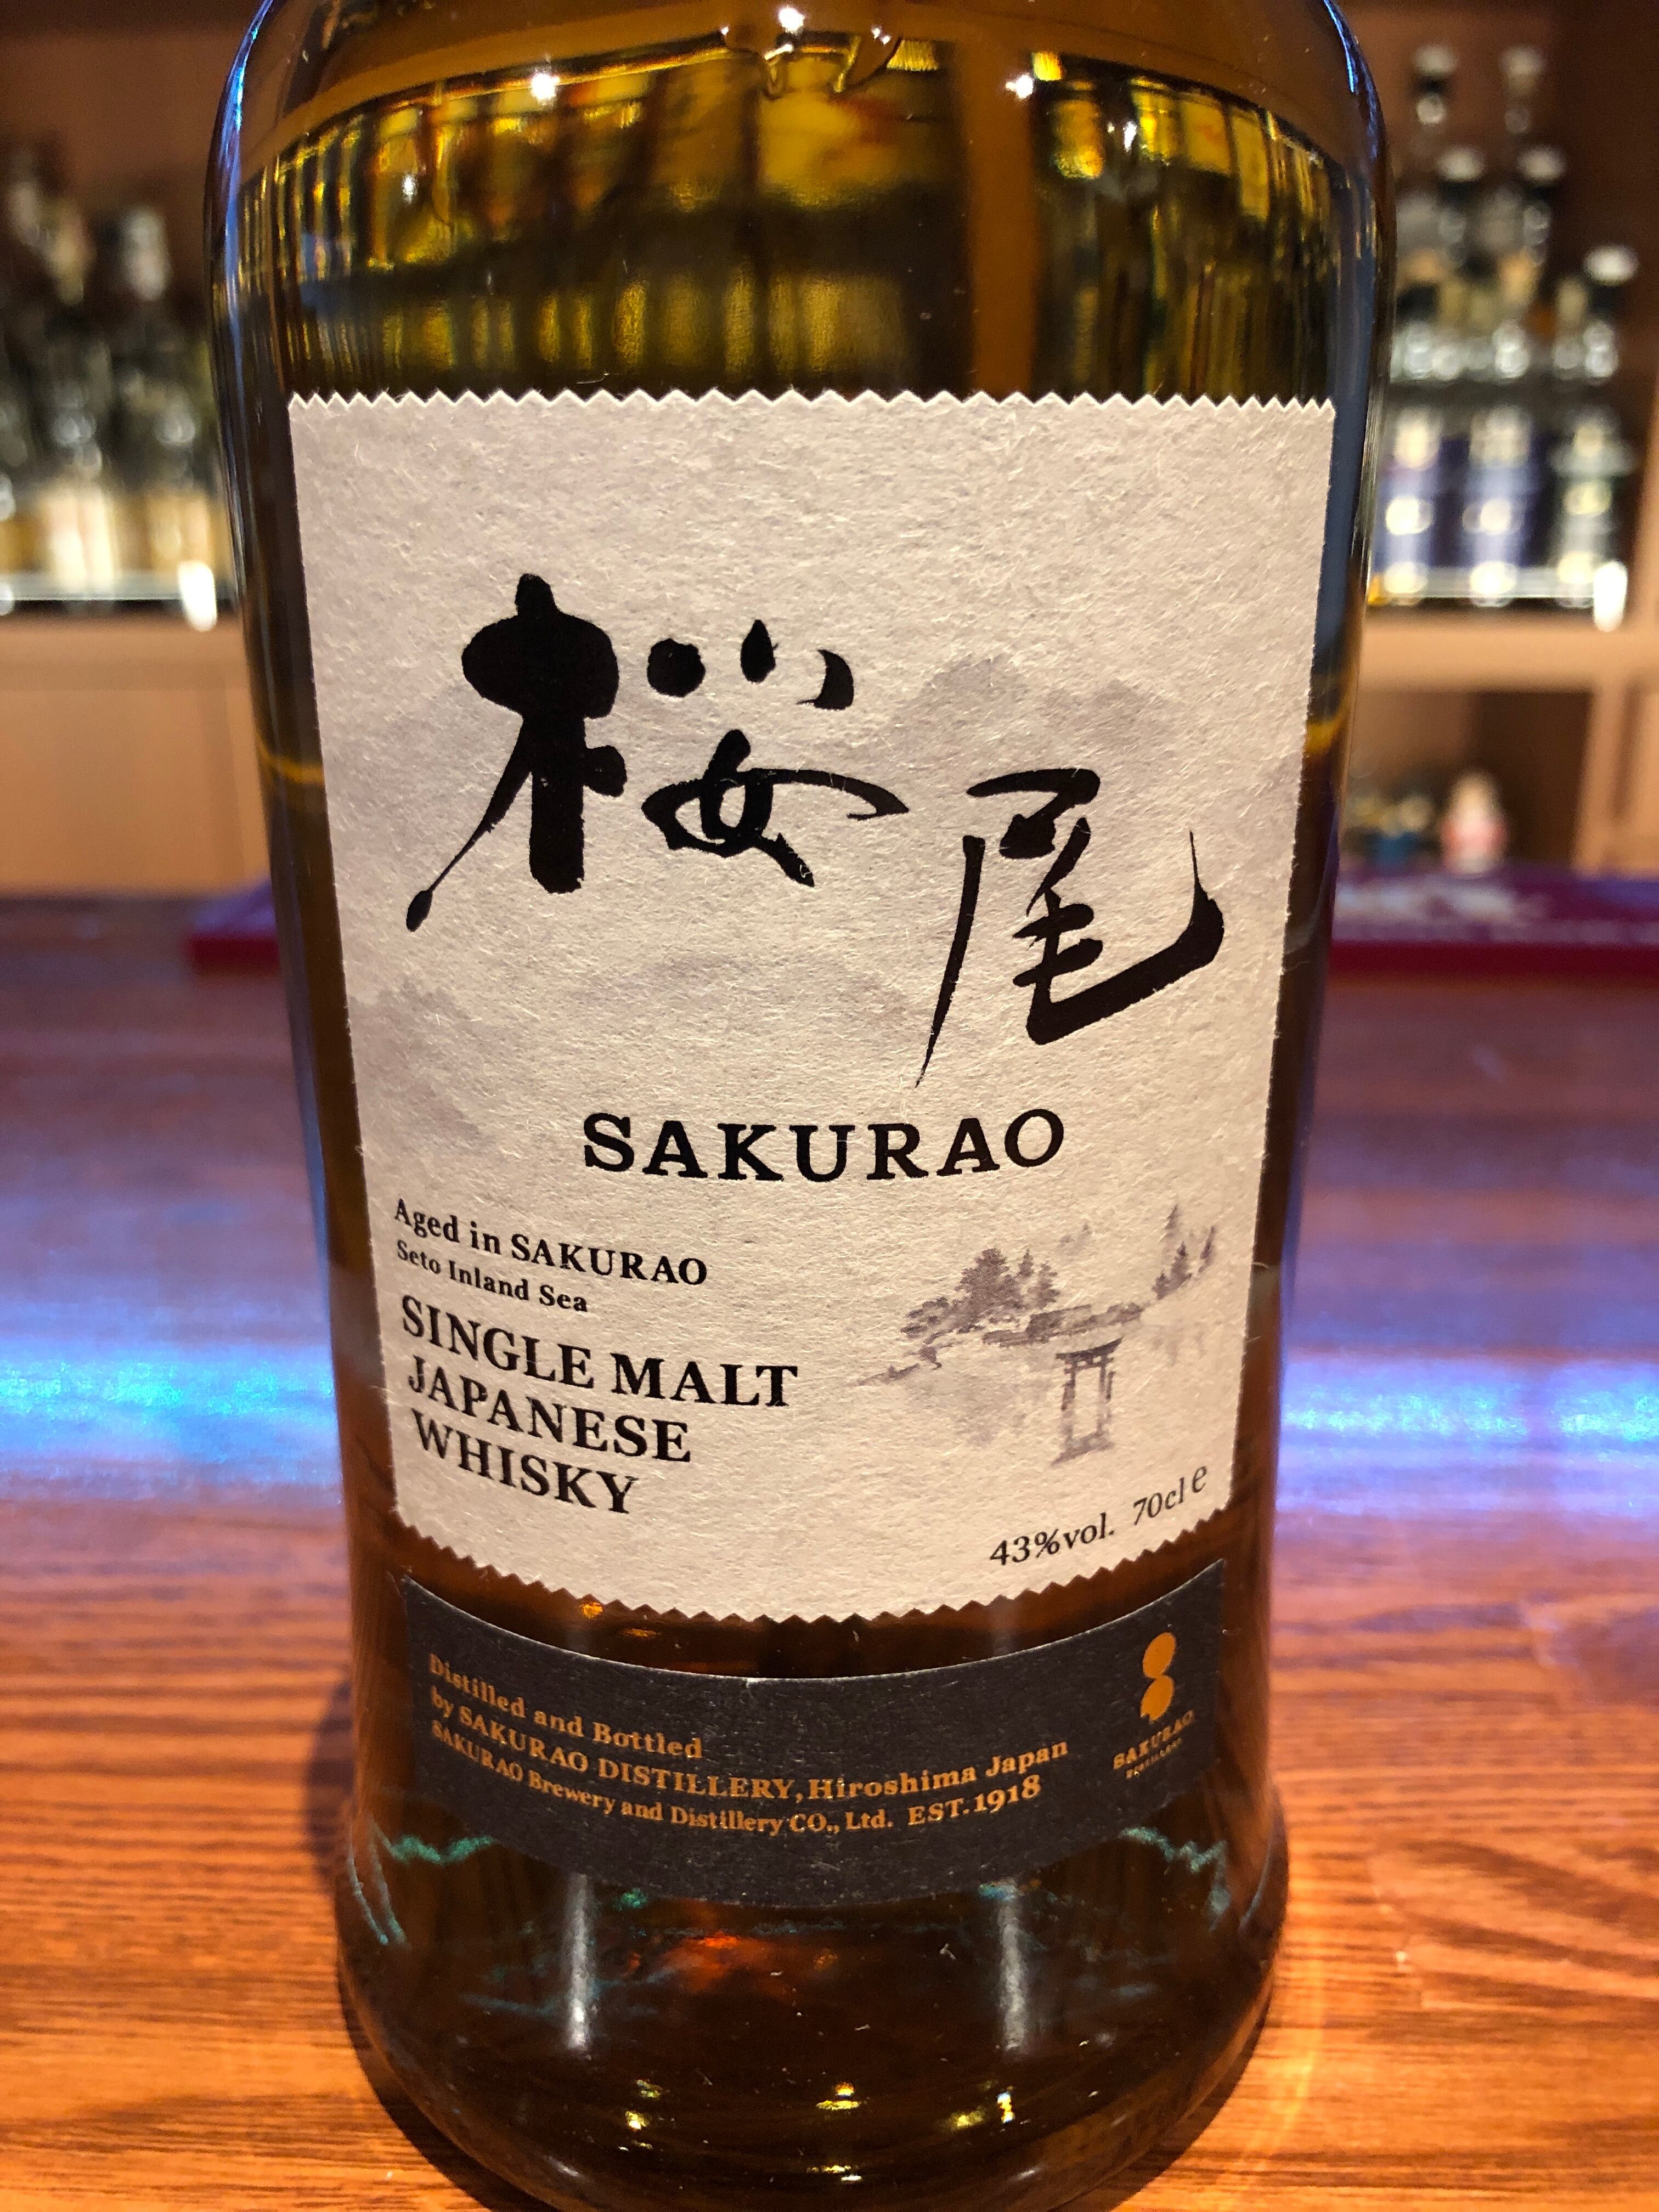 桜尾
SAKURAO
Aged in SAKURAO
Seto Inland Sea
SINGLE MALT
JAPANESE
WHISKY
43%vol. 70cl e
Distilled and Bottled
by SAKURAO DISTILLERY, Hiroshima Japan
SAKURAO Brewery and Distillery CO., Ltd. EST. 1918
SAKURAO
DISTILLERY